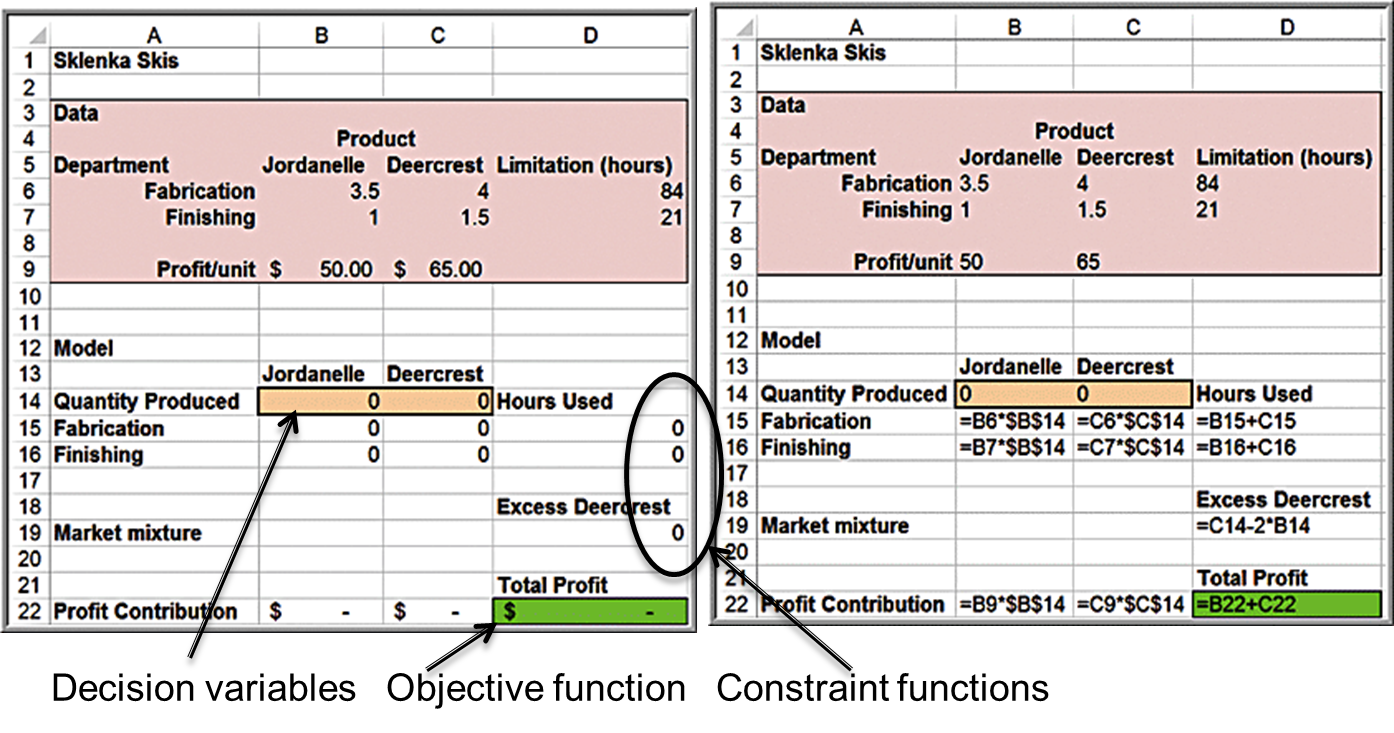 A B C D
1 Sklenka Skis
2
3 Data
4 Product
5 Department Jordanelle Deercrest Limitation (hours)
6 Fabrication 3.5 4 84
7 Finishing 1 1.5 21
8
9 Profit/unit $ 50.00 $ 65.00
10
11
12 Model
13 Jordanelle Deercrest
14 Quantity Produced 0 0 Hours Used
15 Fabrication 0 0 0
16 Finishing 0 0 0
17
18 Excess Deercrest
19 Market mixture 0
20
21 Total Profit
22 Profit Contribution $ - $ - $ -
A B C D
1 Sklenka Skis
2
3 Data
4 Product
5 Department Jordanelle Deercrest Limitation (hours)
6 Fabrication 3.5 4 84
7 Finishing 1 1.5 21
8
9 Profit/unit 50 65
10
11
12 Model
13 Jordanelle Deercrest
14 Quantity Produced 0 0 Hours Used
15 Fabrication =B6*$B$14 =C6*$C$14 =B15+C15
16 Finishing =B7*$B$14 =C7*$C$14 =B16+C16
17
18 Excess Deercrest
19 Market mixture =C14-2*B14
20
21 Total Profit
22 Profit Contribution =B9*$B$14 =C9*$C$14 =B22+C22
Decision variables Objective function Constraint functions